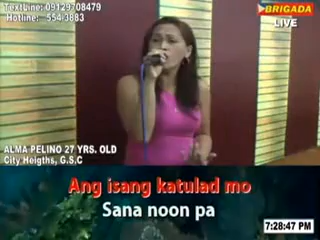 TextLine: 09129708479
Hotline: 554-3883
BRIGADA
LIVE
ALMA PELINO 27 YRS. OLD
City Heigths, G.S.C
Ang isang katulad mo
Sana noon pa
7:28:47 PM